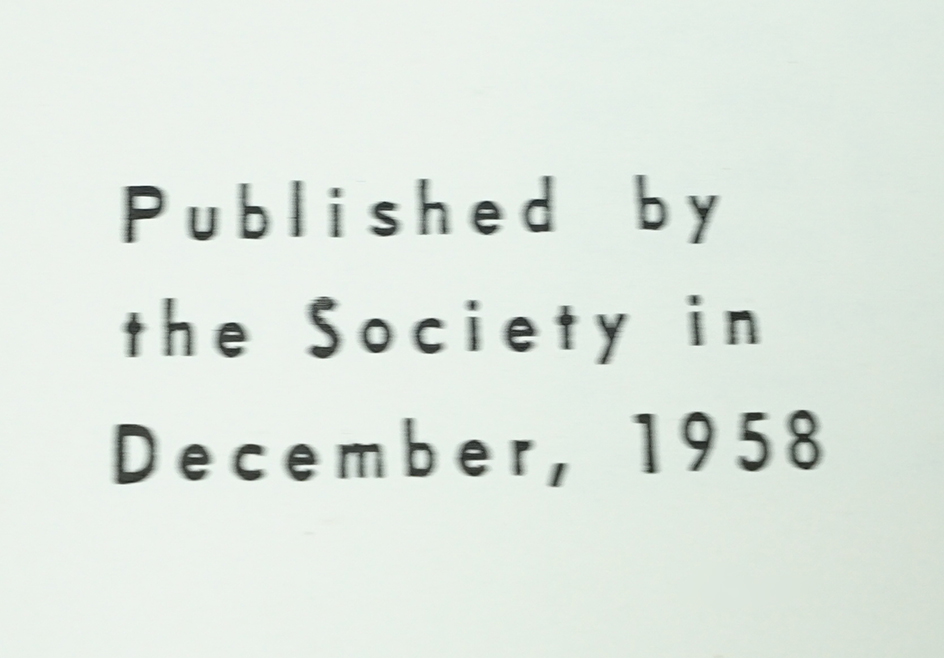 Published by
the Society in
December, 1958